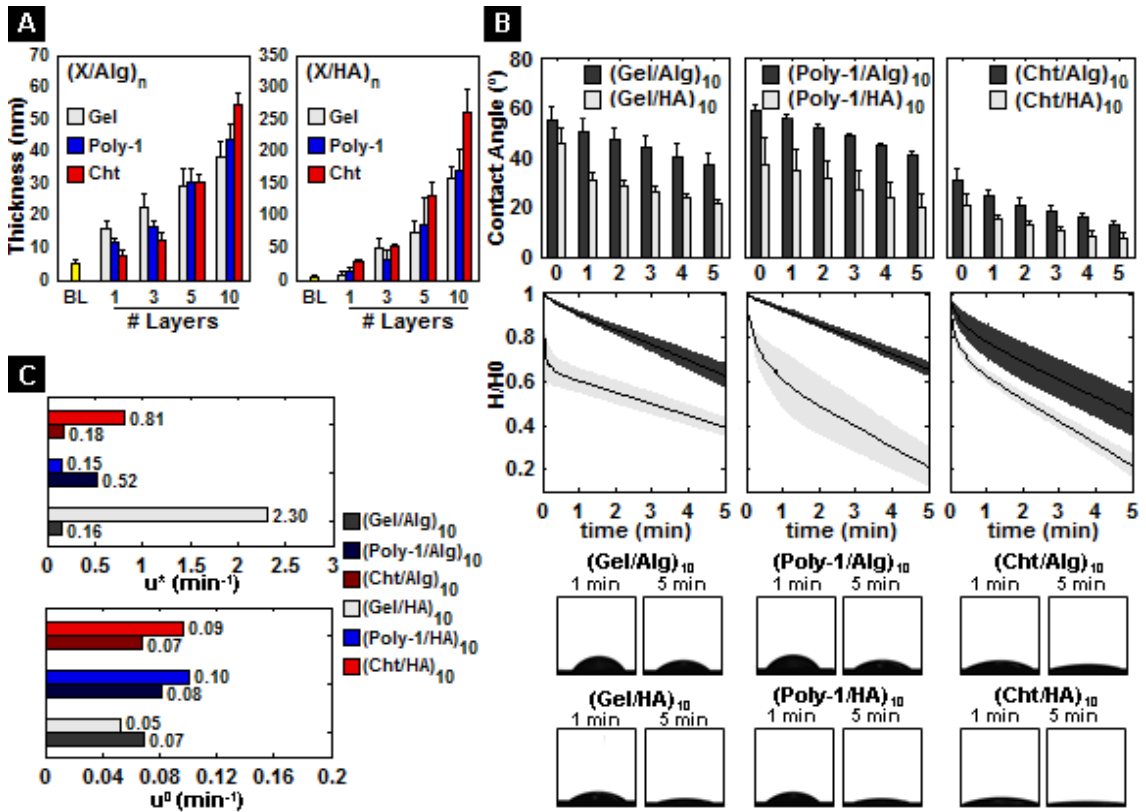 A
Thickness (nm)
70
60
50
40
30
20
10
0
(X/Alg)n
Gel
Poly-1
Cht
BL 1 3 5 10
# Layers
350
300
250
200
150
100
50
0
(X/HA)n
Gel
Poly-1
Cht
BL 1 3 5 10
# Layers
B
Contact Angle (º)
80
60
40
20
0
(Gel/Alg)10
(Gel/HA)10
0 1 2 3 4 5
(Poly-1/Alg)10
(Poly-1/HA)10
0 1 2 3 4 5
(Cht/Alg)10
(Cht/HA)10
0 1 2 3 4 5
H/H0
1
0.8
0.6
0.4
0.2
0 1 2 3 4 5
time (min)
0 1 2 3 4 5
time (min)
0 1 2 3 4 5
time (min)
(Gel/Alg)10
1 min 5 min
(Poly-1/Alg)10
1 min 5 min
(Cht/Alg)10
1 min 5 min
(Gel/HA)10
1 min 5 min
(Poly-1/HA)10
1 min 5 min
(Cht/HA)10
1 min 5 min
C
0.81
0.18
0.15
0.52
2.30
0.16
0 0.5 1 1.5 2 2.5 3
u* (min-1)
(Gel/Alg)10
(Poly-1/Alg)10
(Cht/Alg)10
(Gel/HA)10
(Poly-1/HA)10
(Cht/HA)10
0.09
0.07
0.10
0.08
0.05
0.07
0 0.04 0.08 0.12 0.16 0.2
u0 (min-1)